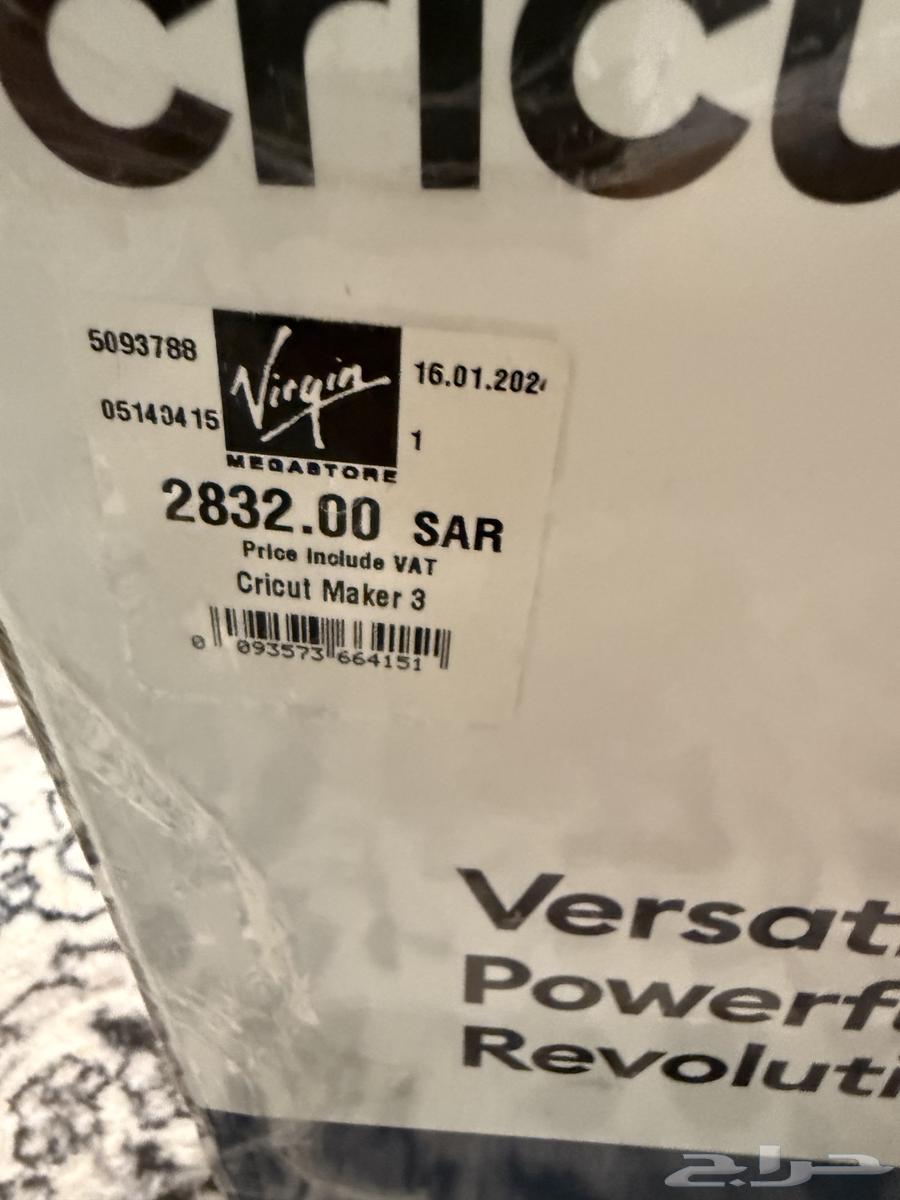 cricu
5093788
Virgin
16.01.202
05140415
1
MEGASTORE
2832.00 SAR
Price Include VAT
Cricut Maker 3
0 093573 664151
Versat
Powerf
Revoluti
حراج